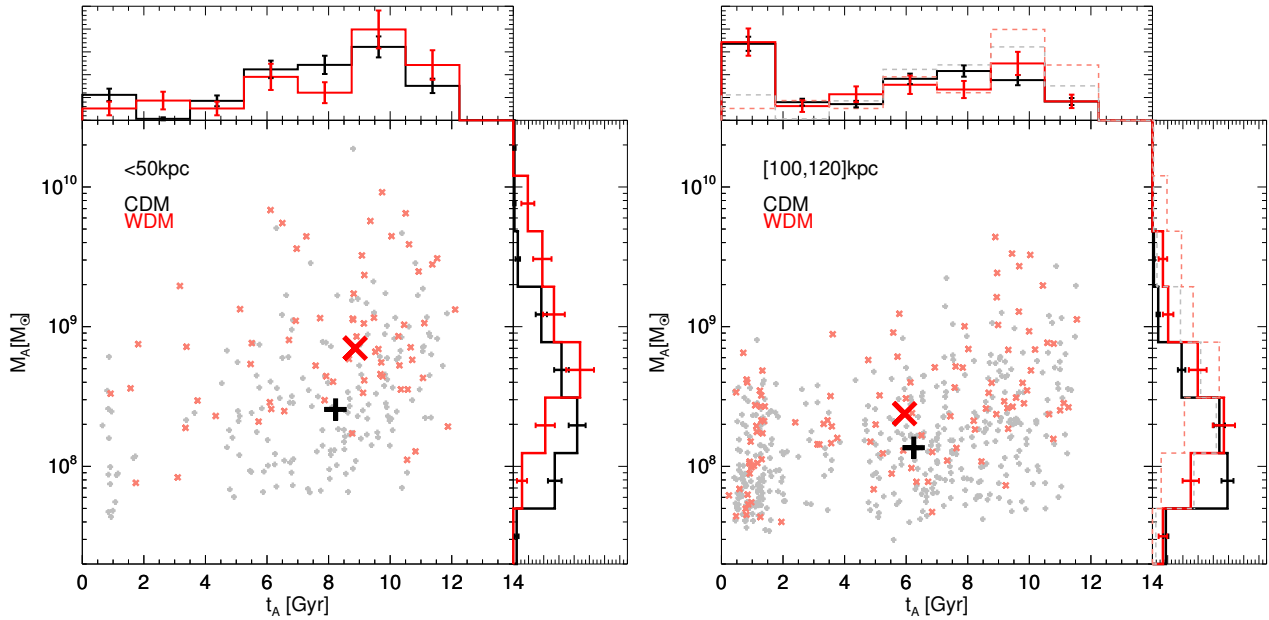 <50kpc
CDM
WDM
10^10
10^9
10^8
M_A[M_⊙]
0 2 4 6 8 10 12 14
t_A [Gyr]
[100,120]kpc
CDM
WDM
10^10
10^9
10^8
M_A[M_⊙]
0 2 4 6 8 10 12 14
t_A [Gyr]